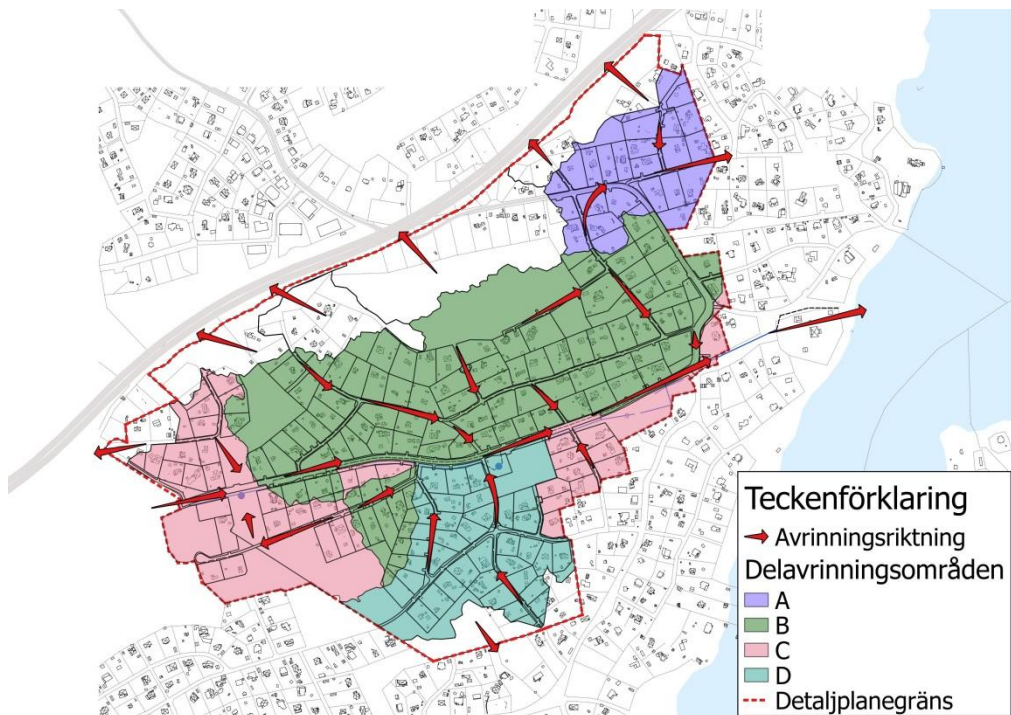 Teckenförklaring
Avrinningsriktning
Delavrinningsområden
A
B
C
D
Detaljplanegräns